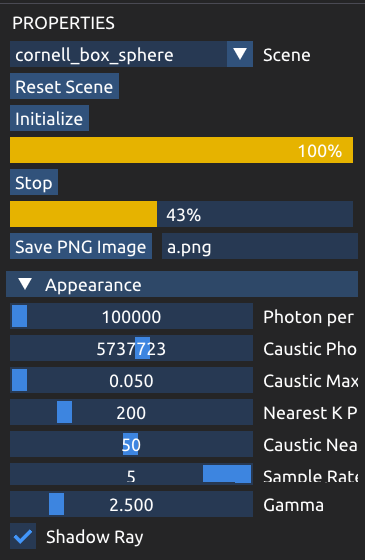 PROPERTIES
cornell_box_sphere Scene
Reset Scene
Initialize
100%
Stop
43%
Save PNG Image a.png
Appearance
100000 Photon per
5737723 Caustic Pho
0.050 Caustic Max
200 Nearest K P
50 Caustic Nea
5 Sample Rate
2.500 Gamma
Shadow Ray